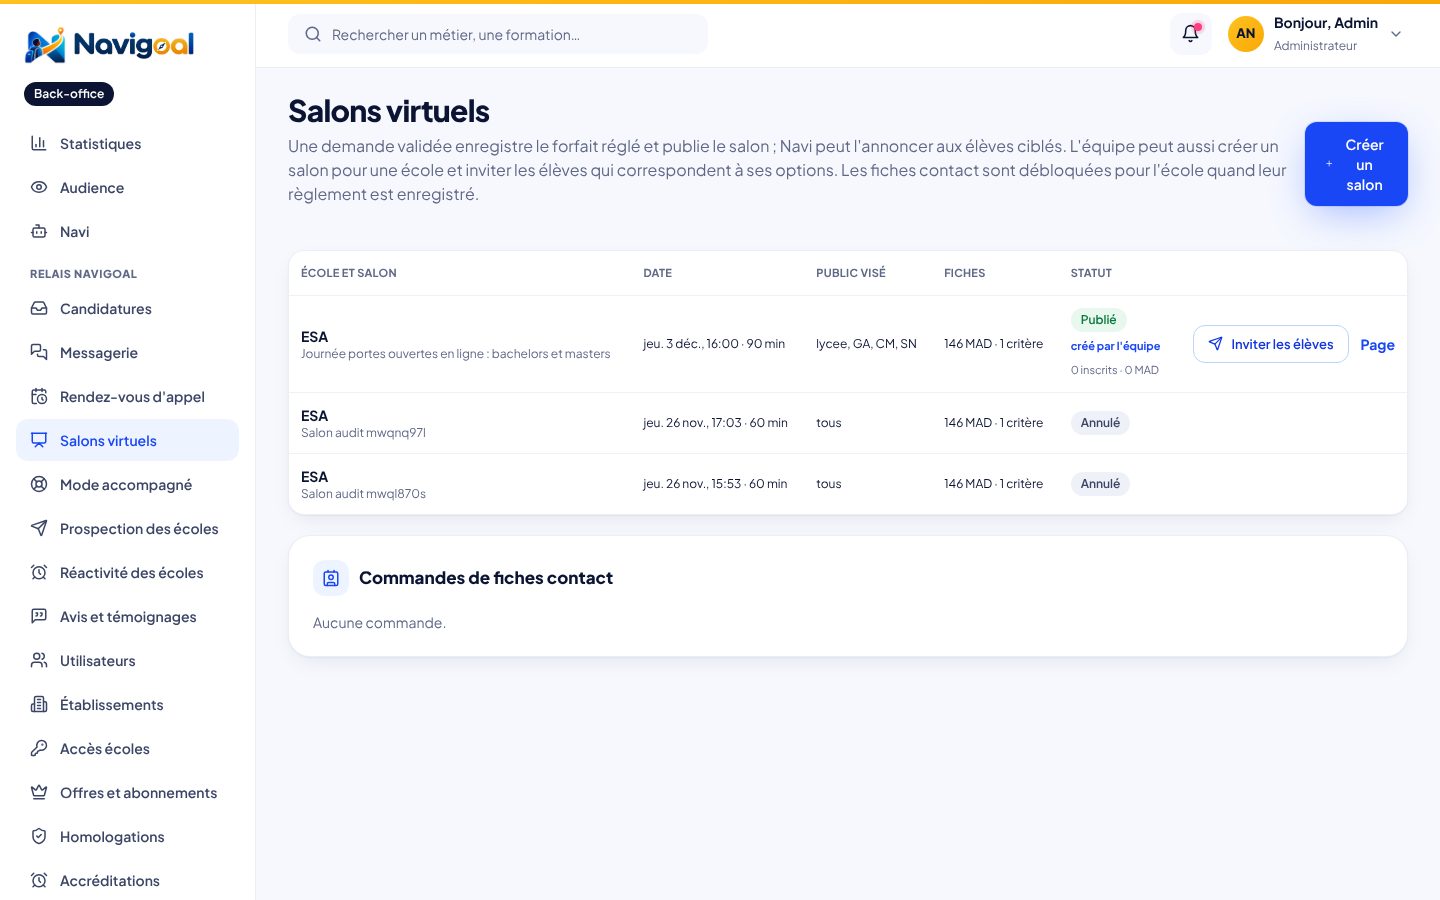 Navigoal
Rechercher un métier, une formation...
AN
Bonjour, Admin
Administrateur
Back-office
Statistiques
Audience
Navi
RELAIS NAVIGOAL
Candidatures
Messagerie
Rendez-vous d'appel
Salons virtuels
Mode accompagné
Prospection des écoles
Réactivité des écoles
Avis et témoignages
Utilisateurs
Établissements
Accès écoles
Offres et abonnements
Homologations
Accréditations
Salons virtuels
Une demande validée enregistre le forfait réglé et publie le salon ; Navi peut l'annoncer aux élèves ciblés. L'équipe peut aussi créer un
salon pour une école et inviter les élèves qui correspondent à ses options. Les fiches contact sont débloquées pour l'école quand leur
règlement est enregistré.
+ Créer
un
salon
ÉCOLE ET SALON DATE PUBLIC VISÉ FICHES STATUT
ESA
Journée portes ouvertes en ligne : bachelors et masters
jeu. 3 déc., 16:00 · 90 min
lycee, GA, CM, SN
146 MAD · 1 critère
Publié
créé par l'équipe
0 inscrits · 0 MAD
Inviter les élèves
Page
ESA
Salon audit mwqnq97l
jeu. 26 nov., 17:03 · 60 min
tous
146 MAD · 1 critère
Annulé
ESA
Salon audit mwql870s
jeu. 26 nov., 15:53 · 60 min
tous
146 MAD · 1 critère
Annulé
Commandes de fiches contact
Aucune commande.